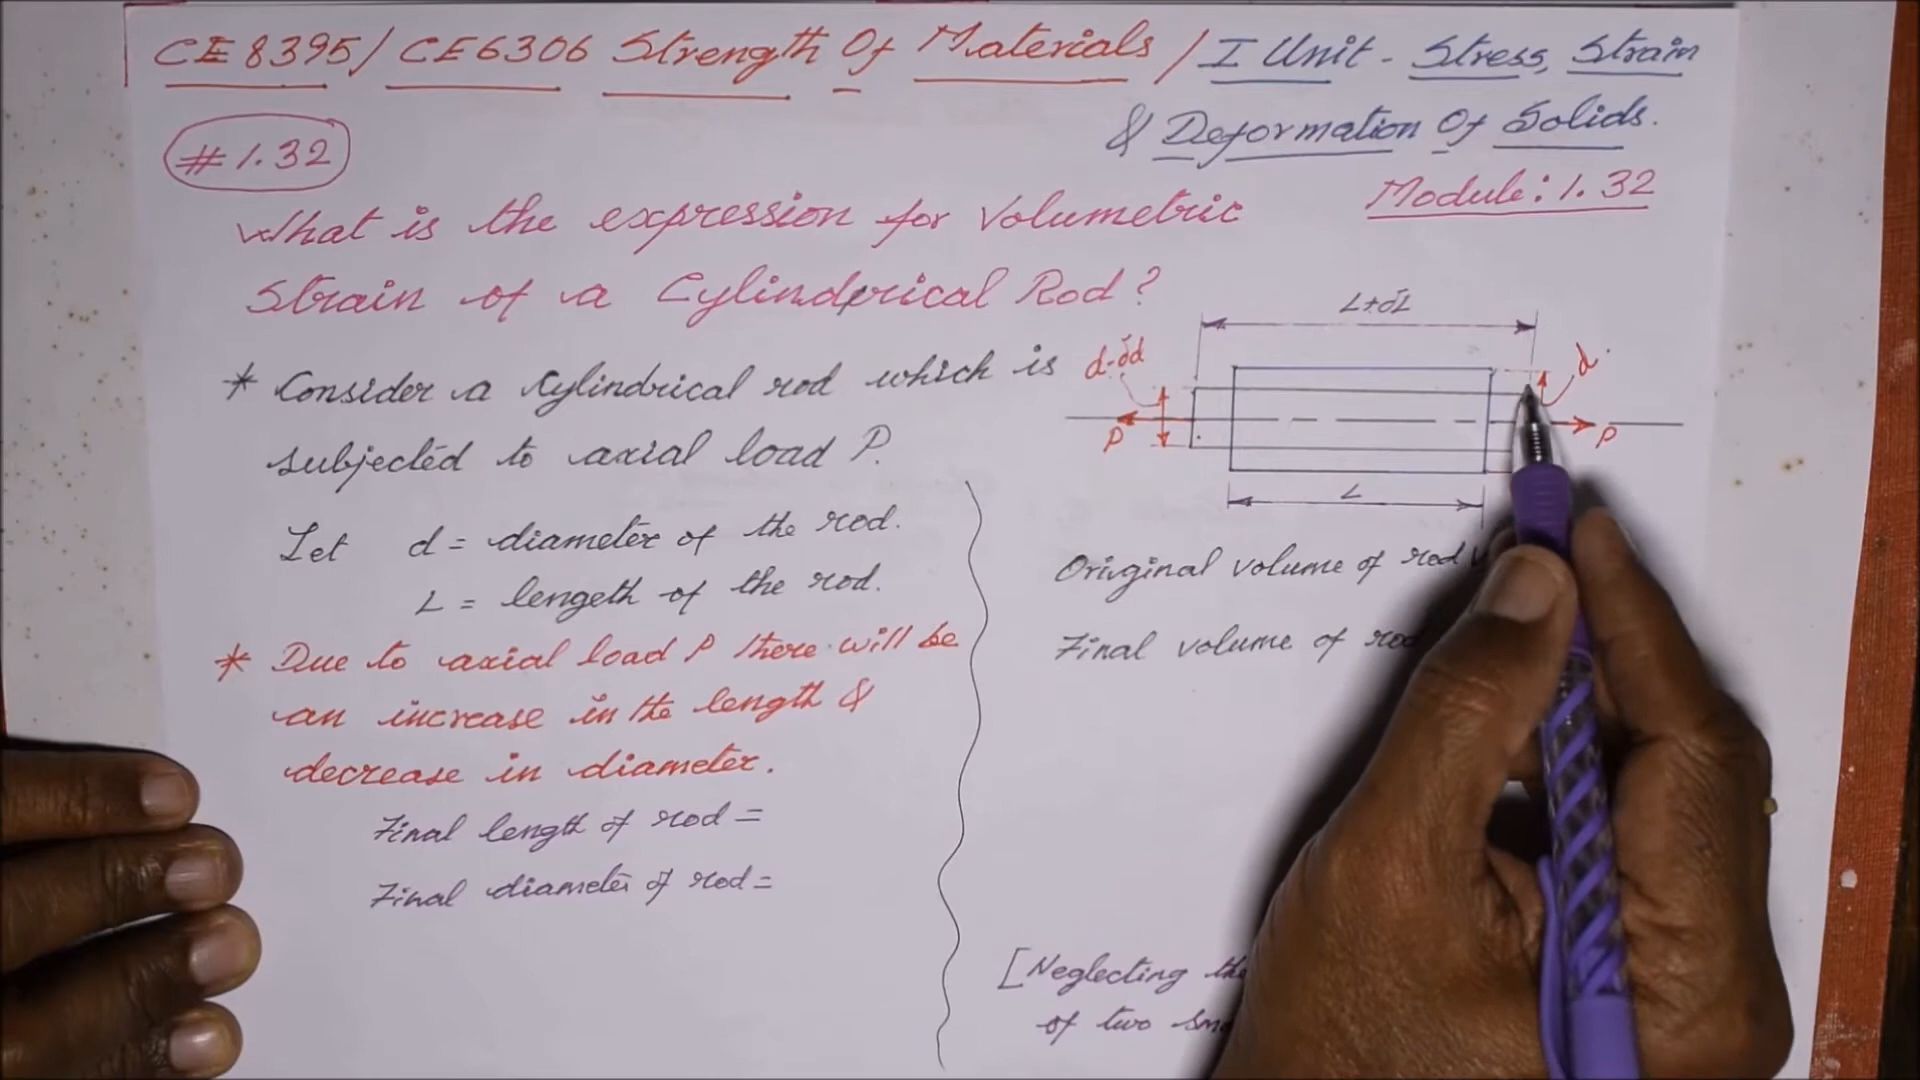 CE8395/ CE6306 Strength Of Materials / I Unit - Stress, Strain
& Deformation Of Solids.
#1.32
Module: 1.32
What is the expression for Volumetric
Strain of a Cylinderical Rod?
* Consider a Cylindrical rod which is
subjected to axial load P.
Let d = diameter of the rod.
L = lengeth of the rod.
* Due to axial load P there will be
an increase in the length &
decrease in diameter.
Final length of rod =
Final diameter of rod =
L+δL
d-δd
d
P
P
L
Original volume of rod
Final volume of rod
[Neglecting the
of two